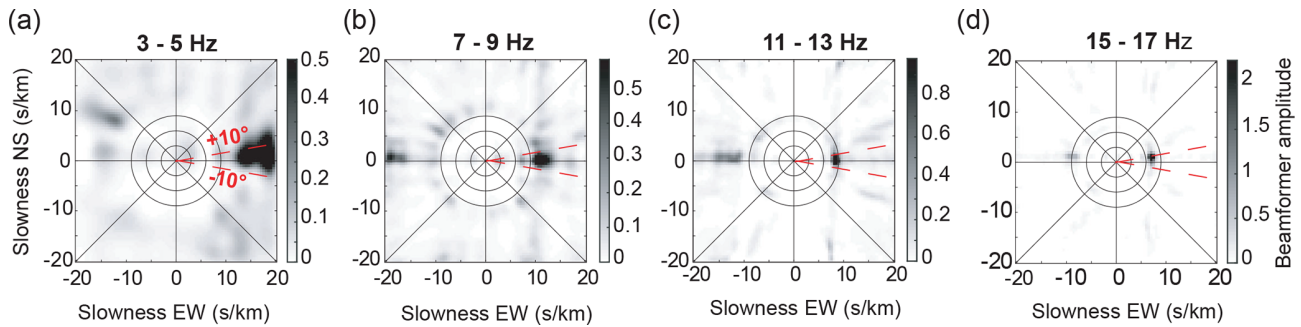 (a)
3 - 5 Hz
Slowness NS (s/km)
20
10
0
-10
-20
-20 -10 0 10 20
Slowness EW (s/km)
+10°
-10°
0.5
0.4
0.3
0.2
0.1
0
(b)
7 - 9 Hz
20
10
0
-10
-20
-20 -10 0 10 20
Slowness EW (s/km)
0.5
0.4
0.3
0.2
0.1
0
(c)
11 - 13 Hz
20
10
0
-10
-20
-20 -10 0 10 20
Slowness EW (s/km)
0.8
0.6
0.4
0.2
0
(d)
15 - 17 Hz
20
10
0
-10
-20
-20 -10 0 10 20
Slowness EW (s/km)
2
1.5
1
0.5
0
Beamformer amplitude